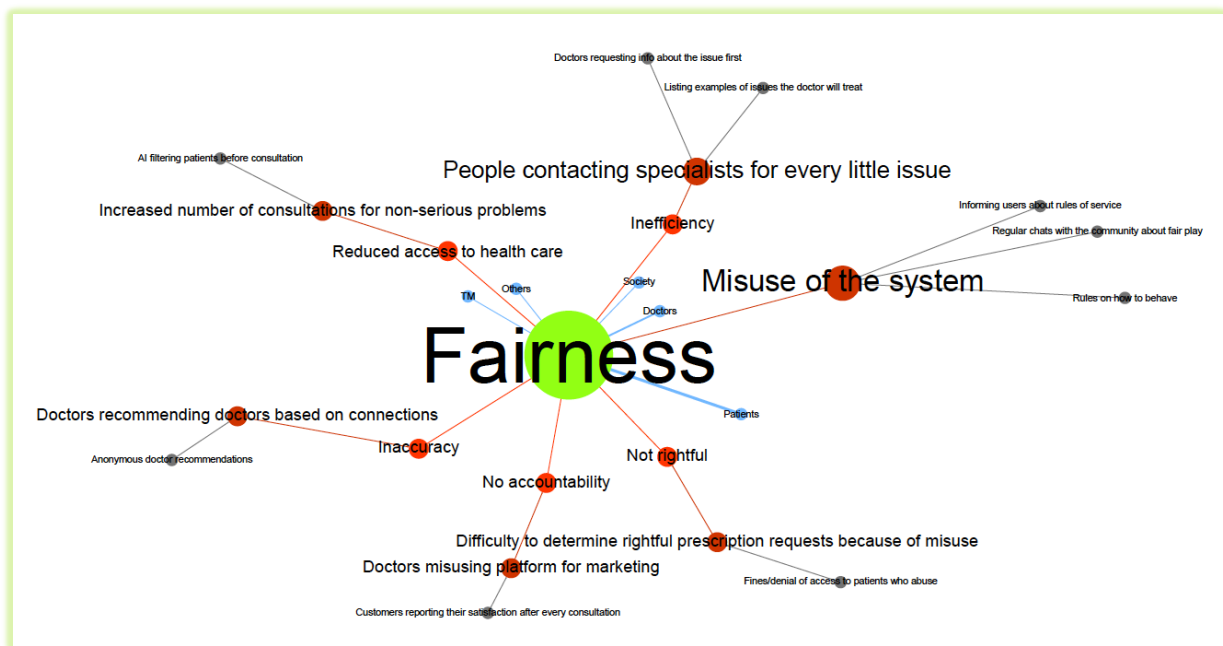 Doctors requesting info about the issue first
Listing examples of issues the doctor will treat
AI filtering patients before consultation
People contacting specialists for every little issue
Increased number of consultations for non-serious problems
Informing users about rules of service
Inefficiency
Regular chats with the community about fair play
Reduced access to health care
Society
Misuse of the system
Others
TM
Rules on how to behave
Doctors
Fairness
Patients
Doctors recommending doctors based on connections
Inaccuracy
Not rightful
Anonymous doctor recommendations
No accountability
Difficulty to determine rightful prescription requests because of misuse
Doctors misusing platform for marketing
Fines/denial of access to patients who abuse
Customers reporting their satisfaction after every consultation